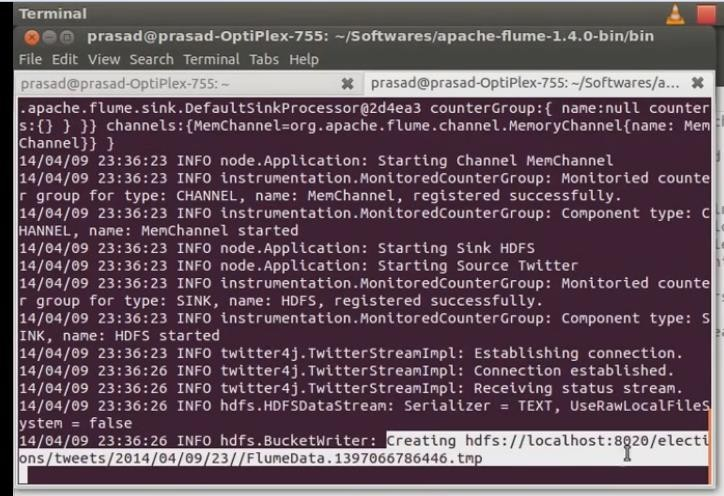 Terminal
prasad@prasad-OptiPlex-755: ~/Softwares/apache-flume-1.4.0-bin/bin
File Edit View Search Terminal Tabs Help
prasad@prasad-OptiPlex-755: ~
prasad@prasad-OptiPlex-755: ~/Softwares/a...
.apache.flume.sink.DefaultSinkProcessor@2d4ea3 counterGroup:{ name:null counter
s:{} } }} channels:{MemChannel=org.apache.flume.channel.MemoryChannel{name: Mem
Channel}} }
14/04/09 23:36:23 INFO node.Application: Starting Channel MemChannel
14/04/09 23:36:23 INFO instrumentation.MonitoredCounterGroup: Monitoried counte
r group for type: CHANNEL, name: MemChannel, registered successfully.
14/04/09 23:36:23 INFO instrumentation.MonitoredCounterGroup: Component type: C
HANNEL, name: MemChannel started
14/04/09 23:36:23 INFO node.Application: Starting Sink HDFS
14/04/09 23:36:23 INFO node.Application: Starting Source Twitter
14/04/09 23:36:23 INFO instrumentation.MonitoredCounterGroup: Monitoried counte
r group for type: SINK, name: HDFS, registered successfully.
14/04/09 23:36:23 INFO instrumentation.MonitoredCounterGroup: Component type: S
INK, name: HDFS started
14/04/09 23:36:23 INFO twitter4j.TwitterStreamImpl: Establishing connection.
14/04/09 23:36:26 INFO twitter4j.TwitterStreamImpl: Connection established.
14/04/09 23:36:26 INFO twitter4j.TwitterStreamImpl: Receiving status stream.
14/04/09 23:36:26 INFO hdfs.HDFSDataStream: Serializer = TEXT, UseRawLocalFileS
ystem = false
14/04/09 23:36:26 INFO hdfs.BucketWriter: Creating hdfs://localhost:8020/electi
ons/tweets/2014/04/09/23//FlumeData.1397066786446.tmp